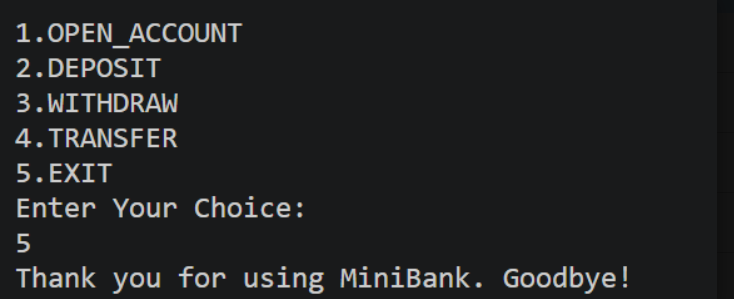 1.OPEN_ACCOUNT
2.DEPOSIT
3.WITHDRAW
4.TRANSFER
5.EXIT
Enter Your Choice:
5
Thank you for using MiniBank. Goodbye!